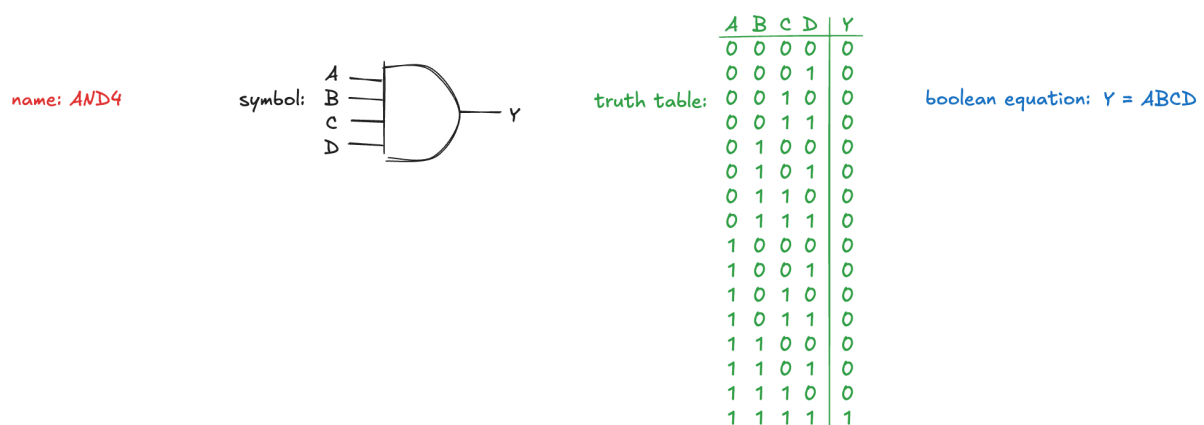 name: AND4
symbol:
A
B
C
D
Y
truth table:
A B C D Y
0 0 0 0 0
0 0 0 1 0
0 0 1 0 0
0 0 1 1 0
0 1 0 0 0
0 1 0 1 0
0 1 1 0 0
0 1 1 1 0
1 0 0 0 0
1 0 0 1 0
1 0 1 0 0
1 0 1 1 0
1 1 0 0 0
1 1 0 1 0
1 1 1 0 0
1 1 1 1 1
boolean equation: Y = ABCD